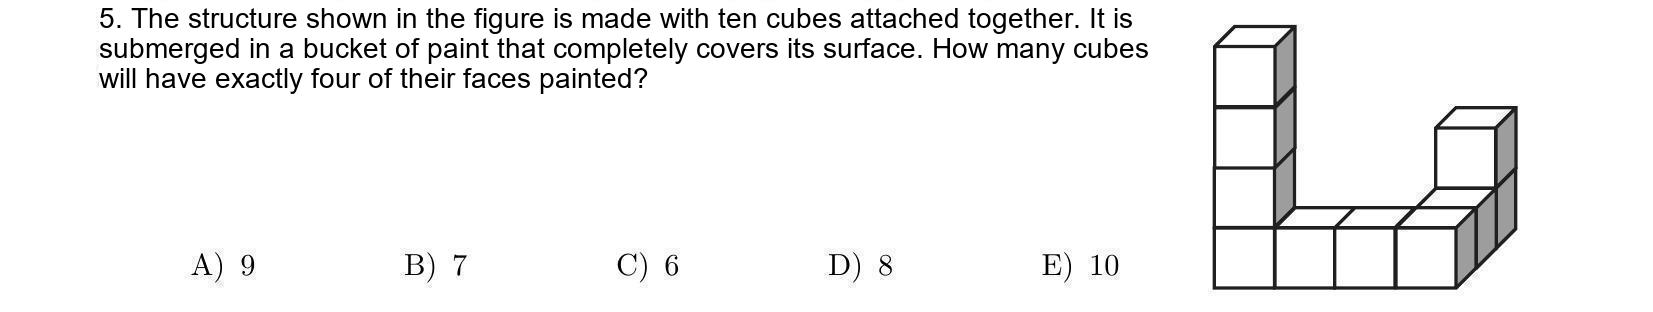 5. The structure shown in the figure is made with ten cubes attached together. It is
submerged in a bucket of paint that completely covers its surface. How many cubes
will have exactly four of their faces painted?
A) 9 B) 7 C) 6 D) 8 E) 10